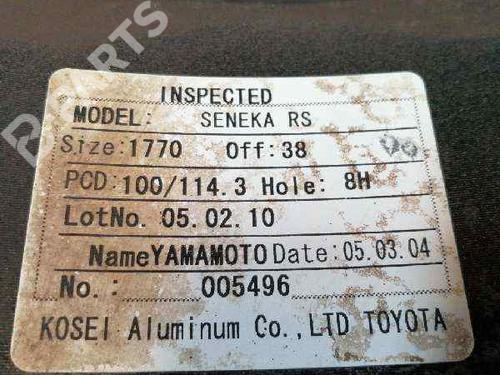 INSPECTED
MODEL: SENEKA RS
Size:1770 Off:38
PCD:100/114.3 Hole: 8H
LotNo. 05.02.10
NameYAMAMOTO Date:05.03.04
No.: 005496
KOSEI Aluminum Co.,LTD TOYOTA